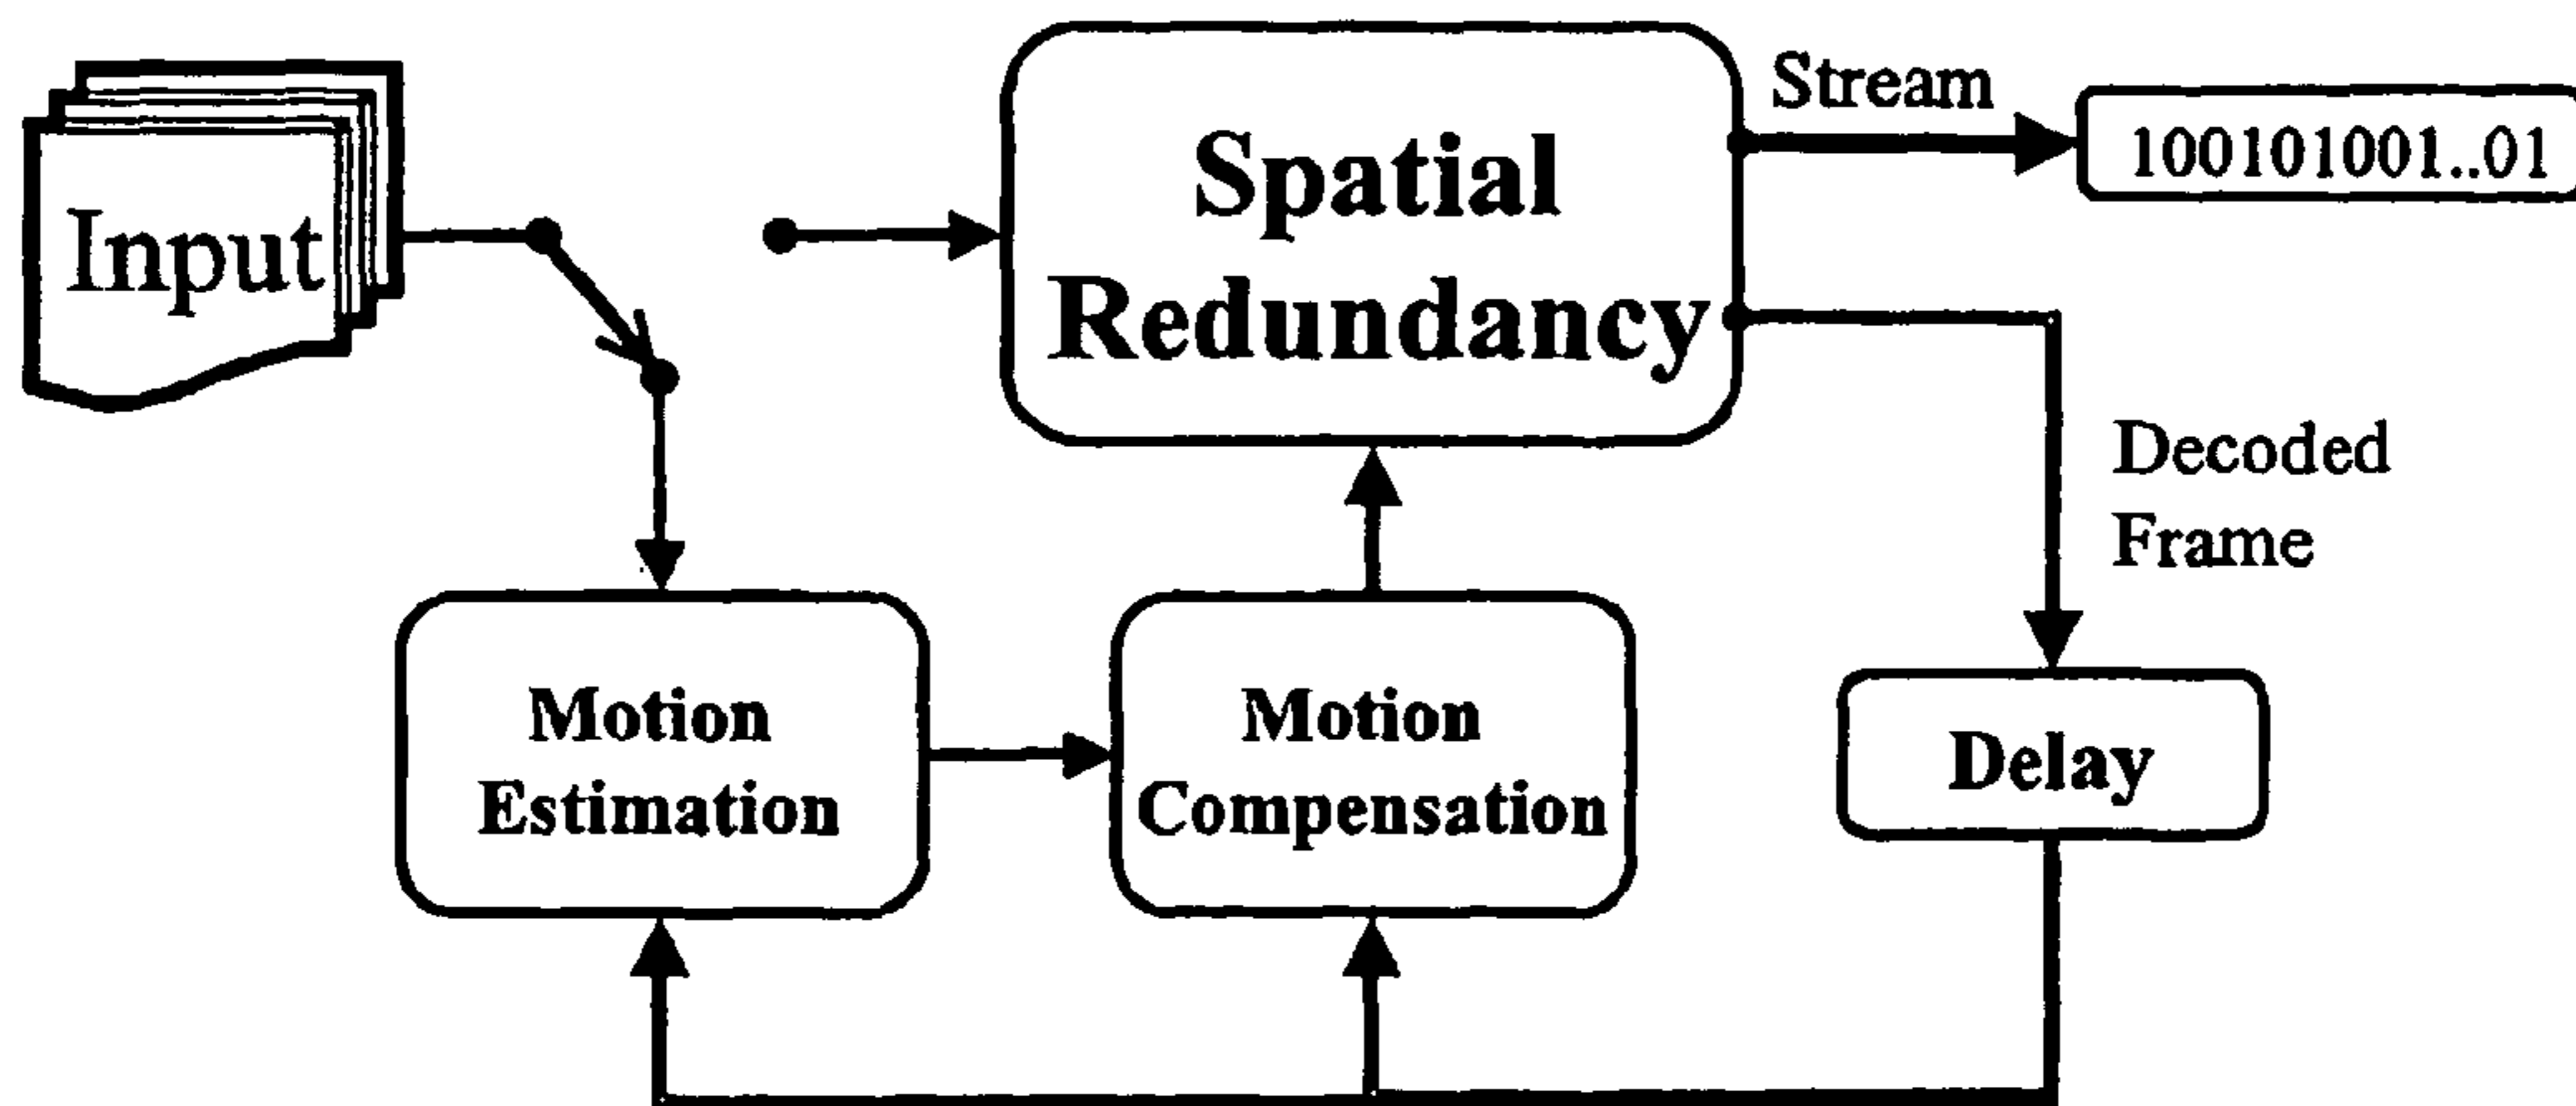 Input
Spatial
Redundancy
Stream
100101001..01
Decoded
Frame
Motion
Estimation
Motion
Compensation
Delay